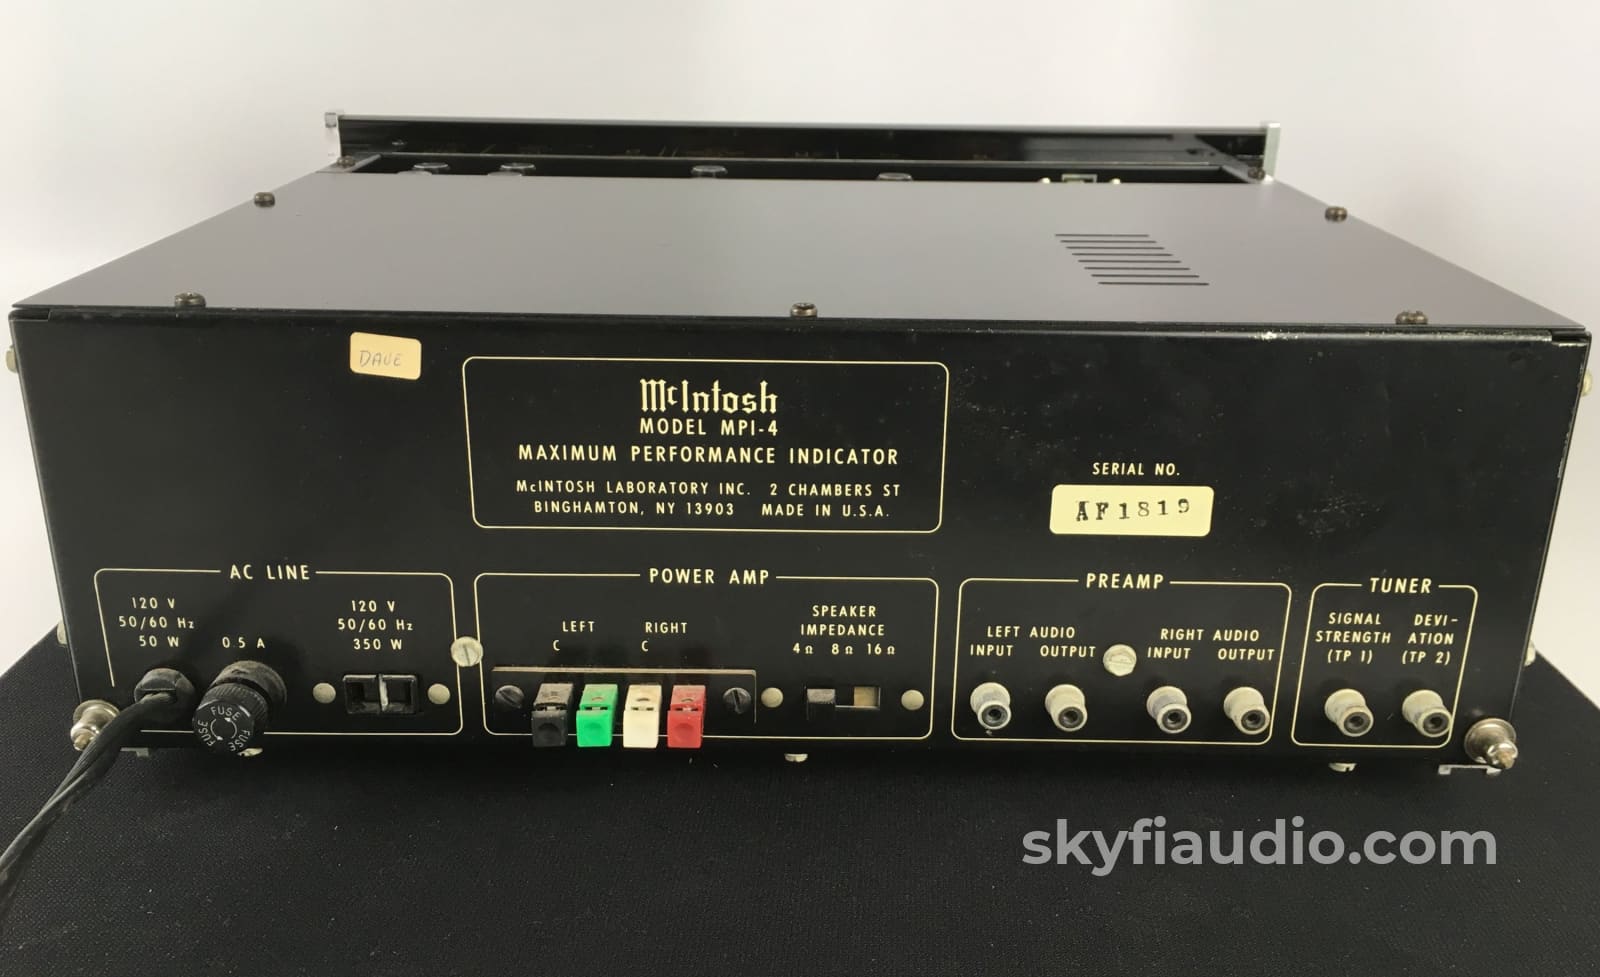 DAVE
McIntosh
MODEL MPI-4
MAXIMUM PERFORMANCE INDICATOR
McINTOSH LABORATORY INC. 2 CHAMBERS ST
BINGHAMTON, NY 13903 MADE IN U.S.A.
SERIAL NO.
AF1819
AC LINE
120 V
50/60 Hz
50 W
0.5 A
120 V
50/60 Hz
350 W
FUSE FUSE FUSE
POWER AMP
LEFT RIGHT
C C
SPEAKER
IMPEDANCE
4Ω 8Ω 16Ω
PREAMP
LEFT AUDIO
INPUT OUTPUT
RIGHT AUDIO
INPUT OUTPUT
TUNER
SIGNAL
STRENGTH
(TP 1)
DEVI-
ATION
(TP 2)
skyfiaudio.com